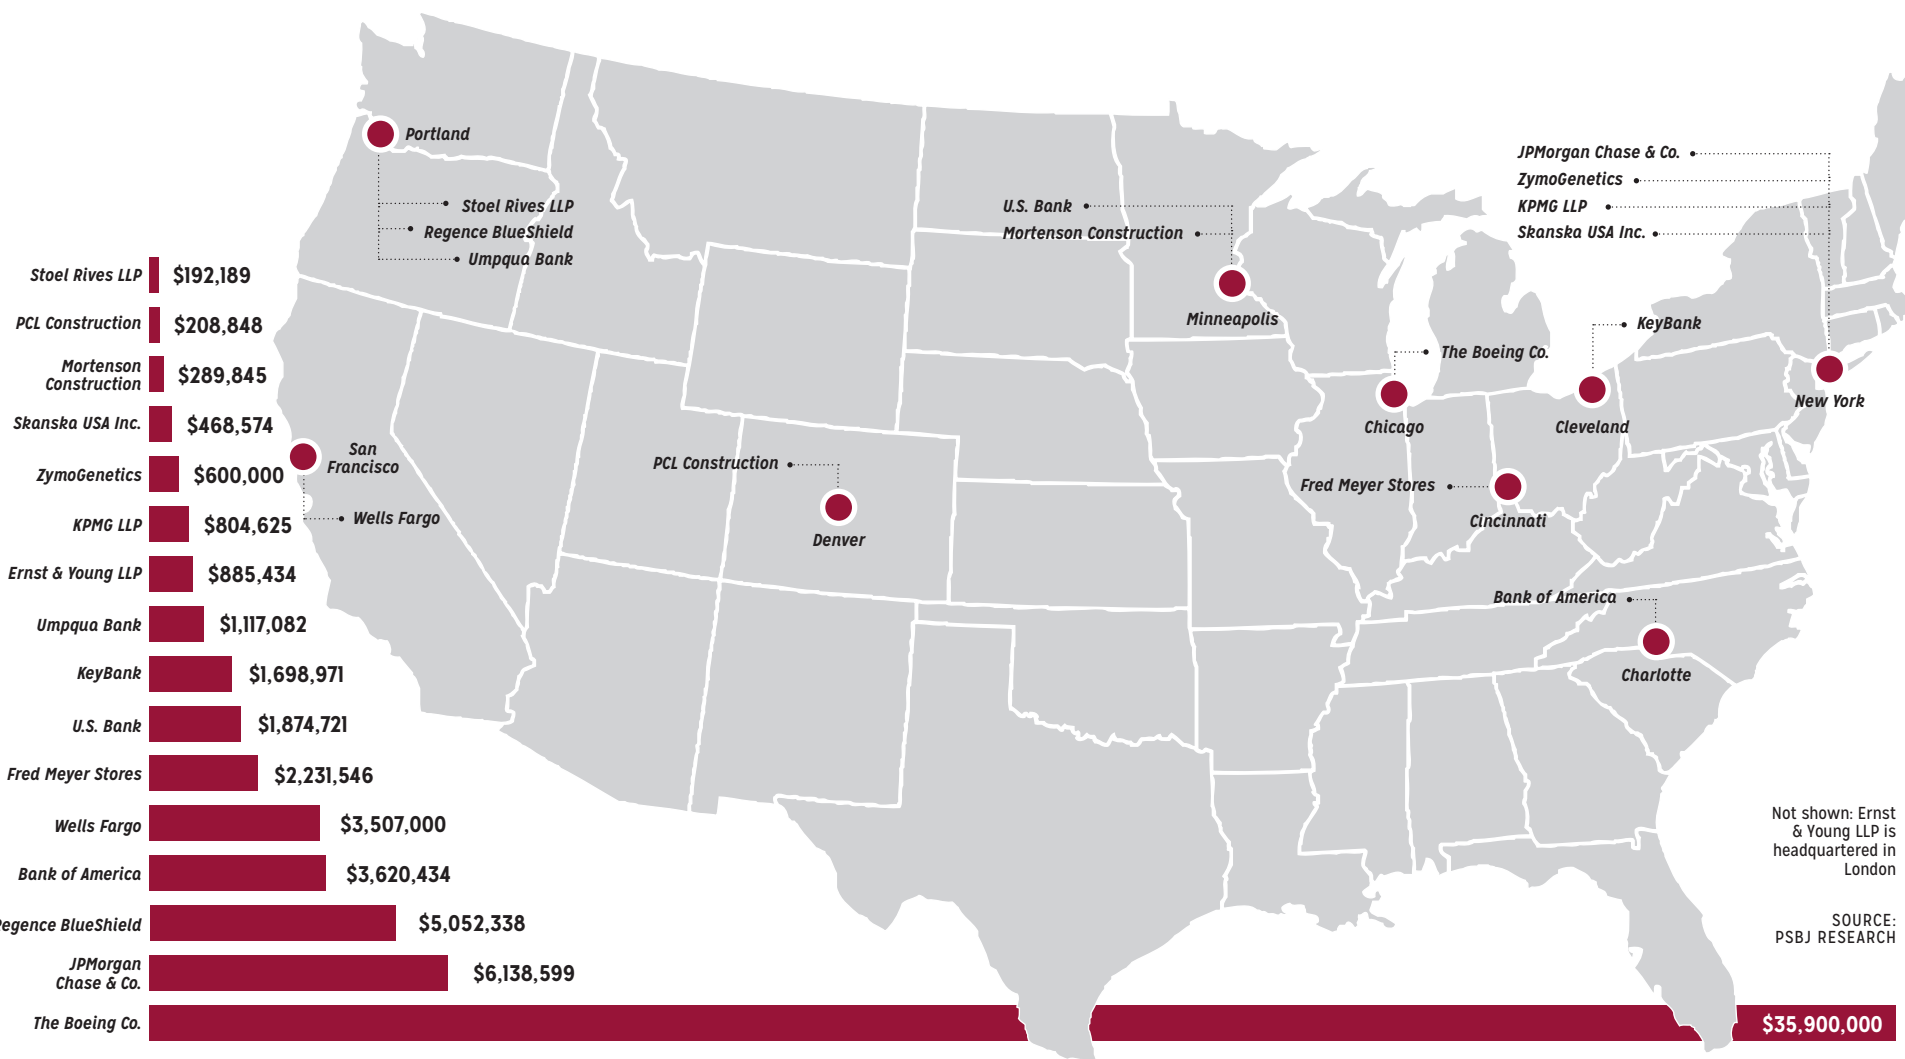 Portland
Stoel Rives LLP
Regence BlueShield
Umpqua Bank
U.S. Bank
Mortenson Construction
Minneapolis
JPMorgan Chase & Co.
ZymoGenetics
KPMG LLP
Skanska USA Inc.
New York
KeyBank
Cleveland
The Boeing Co.
Chicago
Fred Meyer Stores
Cincinnati
San
Francisco
Wells Fargo
PCL Construction
Denver
Bank of America
Charlotte
Stoel Rives LLP $192,189
PCL Construction $208,848
Mortenson
Construction $289,845
Skanska USA Inc. $468,574
ZymoGenetics $600,000
KPMG LLP $804,625
Ernst & Young LLP $885,434
Umpqua Bank $1,117,082
KeyBank $1,698,971
U.S. Bank $1,874,721
Fred Meyer Stores $2,231,546
Wells Fargo $3,507,000
Bank of America $3,620,434
Regence BlueShield $5,052,338
JPMorgan
Chase & Co. $6,138,599
The Boeing Co. $35,900,000
Not shown: Ernst
& Young LLP is
headquartered in
London
SOURCE:
PSBJ RESEARCH